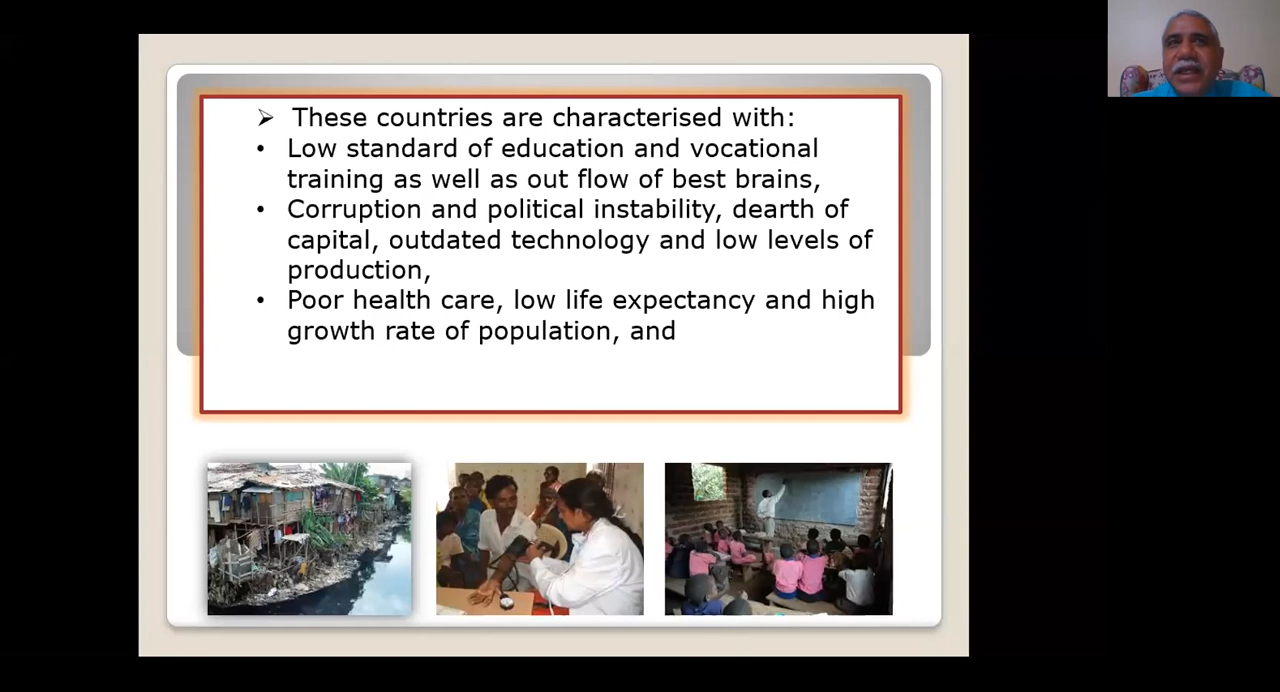 ➢ These countries are characterised with:
• Low standard of education and vocational
training as well as out flow of best brains,
• Corruption and political instability, dearth of
capital, outdated technology and low levels of
production,
• Poor health care, low life expectancy and high
growth rate of population, and